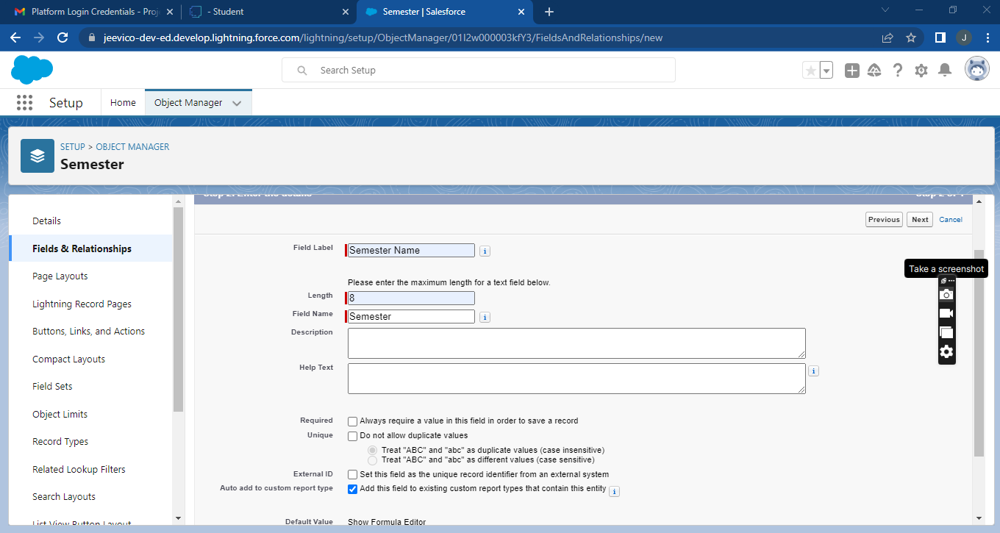 Platform Login Credentials - Proj
- Student
Semester | Salesforce
jeevico-dev-ed.develop.lightning.force.com/lightning/setup/ObjectManager/01I2w000003kfY3/FieldsAndRelationships/new
J
Search Setup
Setup
Home
Object Manager
SETUP > OBJECT MANAGER
Semester
Details
Fields & Relationships
Page Layouts
Lightning Record Pages
Buttons, Links, and Actions
Compact Layouts
Field Sets
Object Limits
Record Types
Related Lookup Filters
Search Layouts
List View Button Layout
Step 2. Enter the details
Step 2 of 4
Previous
Next
Cancel
Field Label
Semester Name
Please enter the maximum length for a text field below.
Length
8
Field Name
Semester
Description
Help Text
Required
Always require a value in this field in order to save a record
Unique
Do not allow duplicate values
Treat "ABC" and "abc" as duplicate values (case insensitive)
Treat "ABC" and "abc" as different values (case sensitive)
External ID
Set this field as the unique record identifier from an external system
Auto add to custom report type
Add this field to existing custom report types that contain this entity
Default Value
Show Formula Editor
Take a screenshot